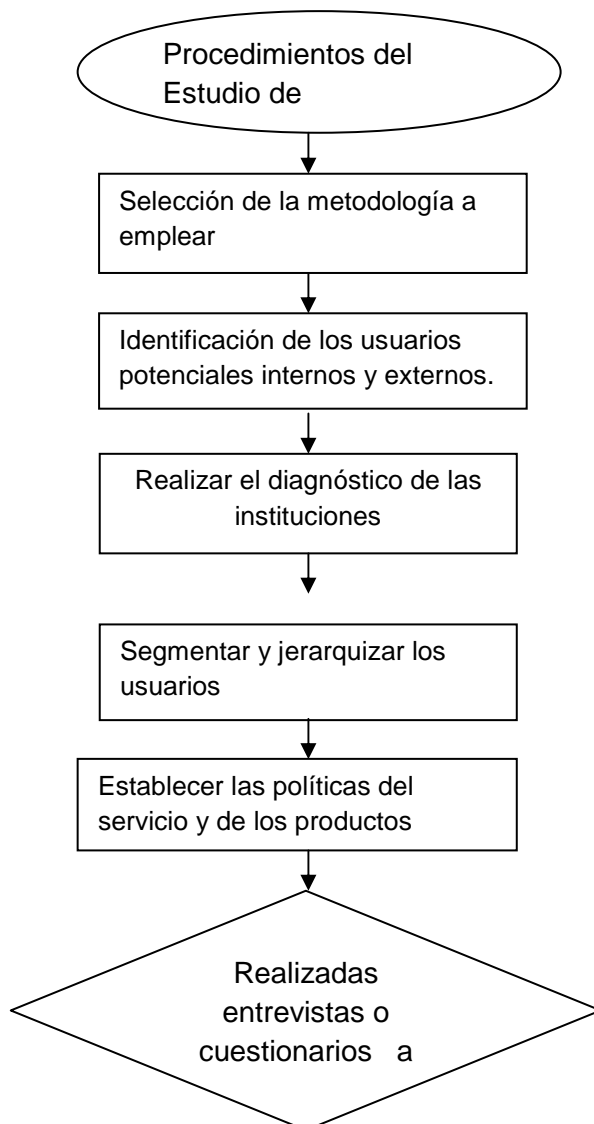 Procedimientos del
Estudio de
Selección de la metodología a
emplear
Identificación de los usuarios
potenciales internos y externos.
Realizar el diagnóstico de las
instituciones
Segmentar y jerarquizar los
usuarios
Establecer las políticas del
servicio y de los productos
Realizadas
entrevistas o
cuestionarios a